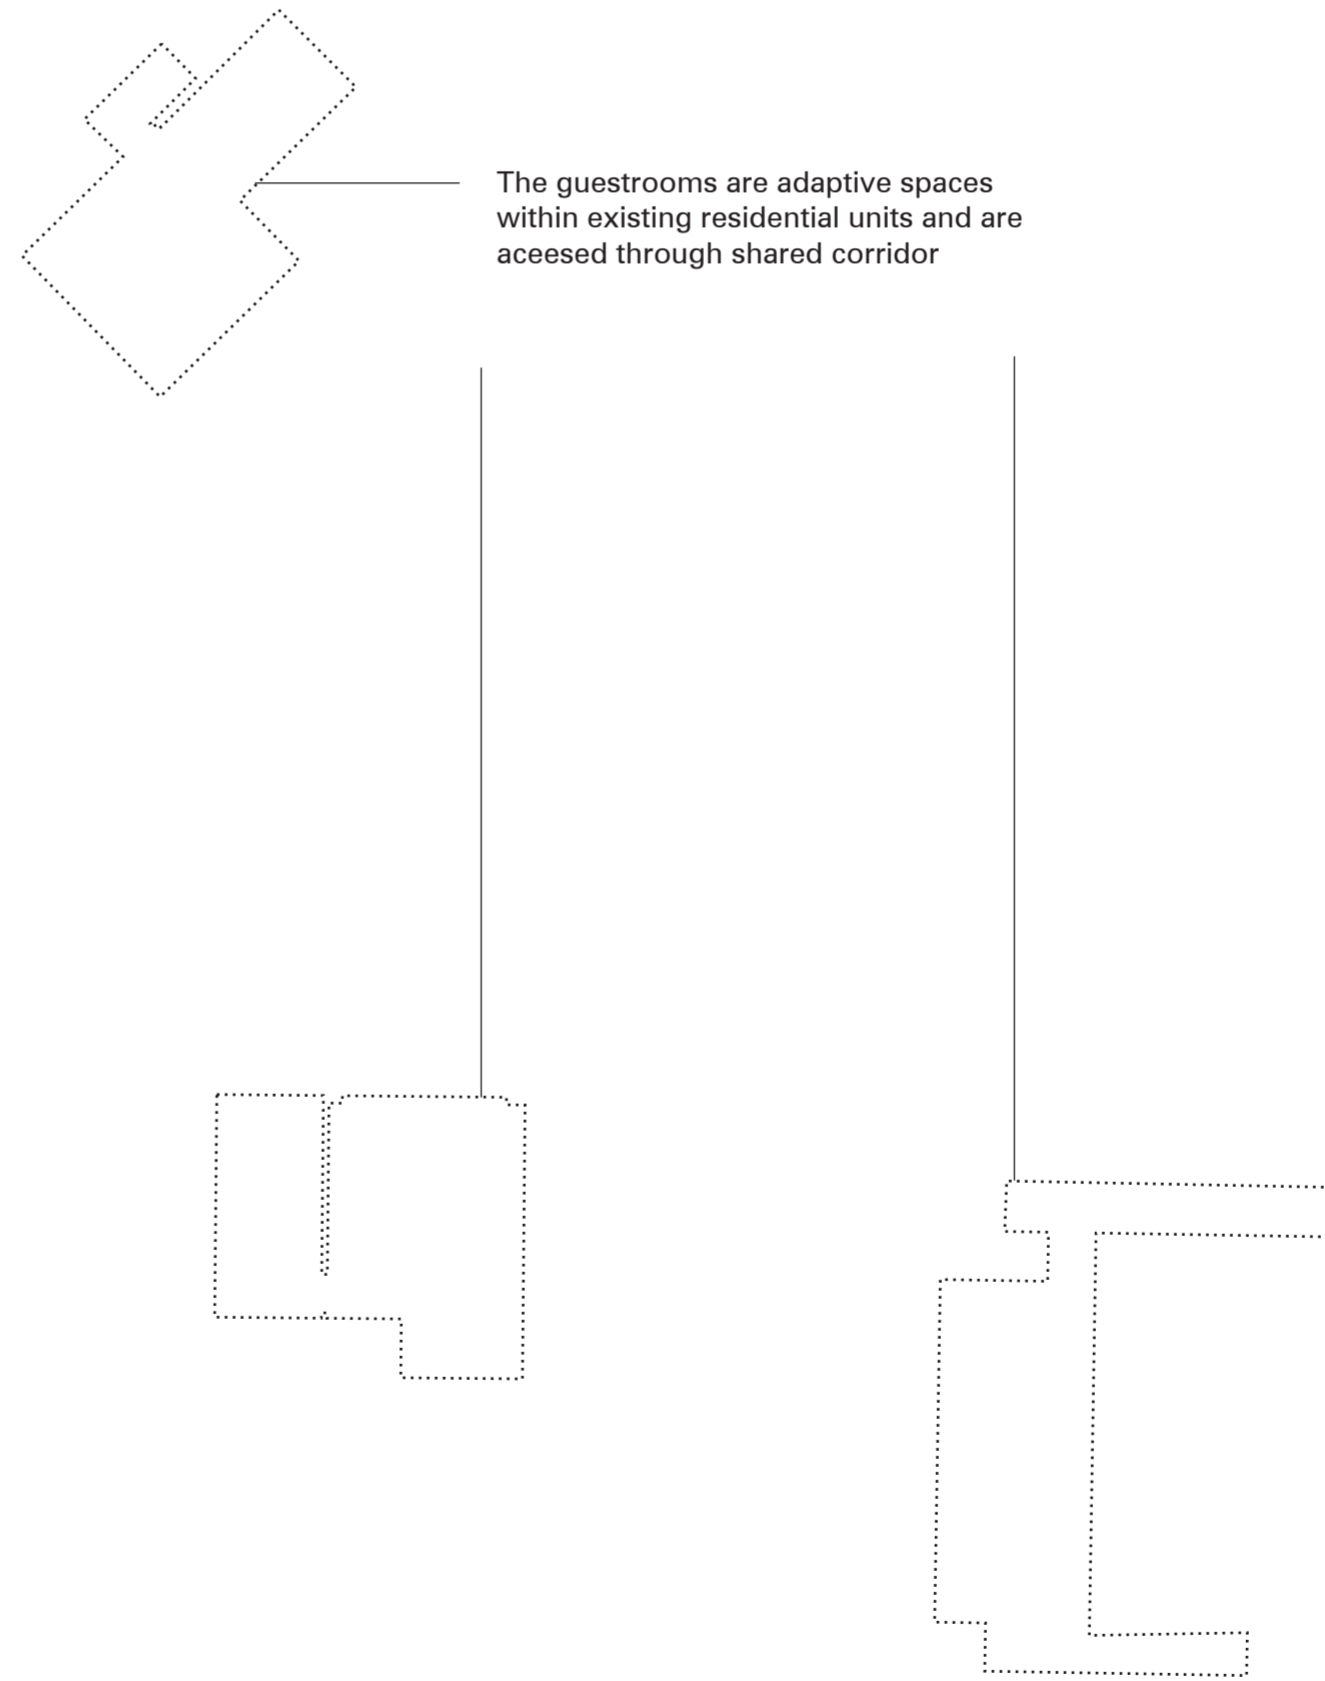 The guestrooms are adaptive spaces
within existing residential units and are
aceesed through shared corridor